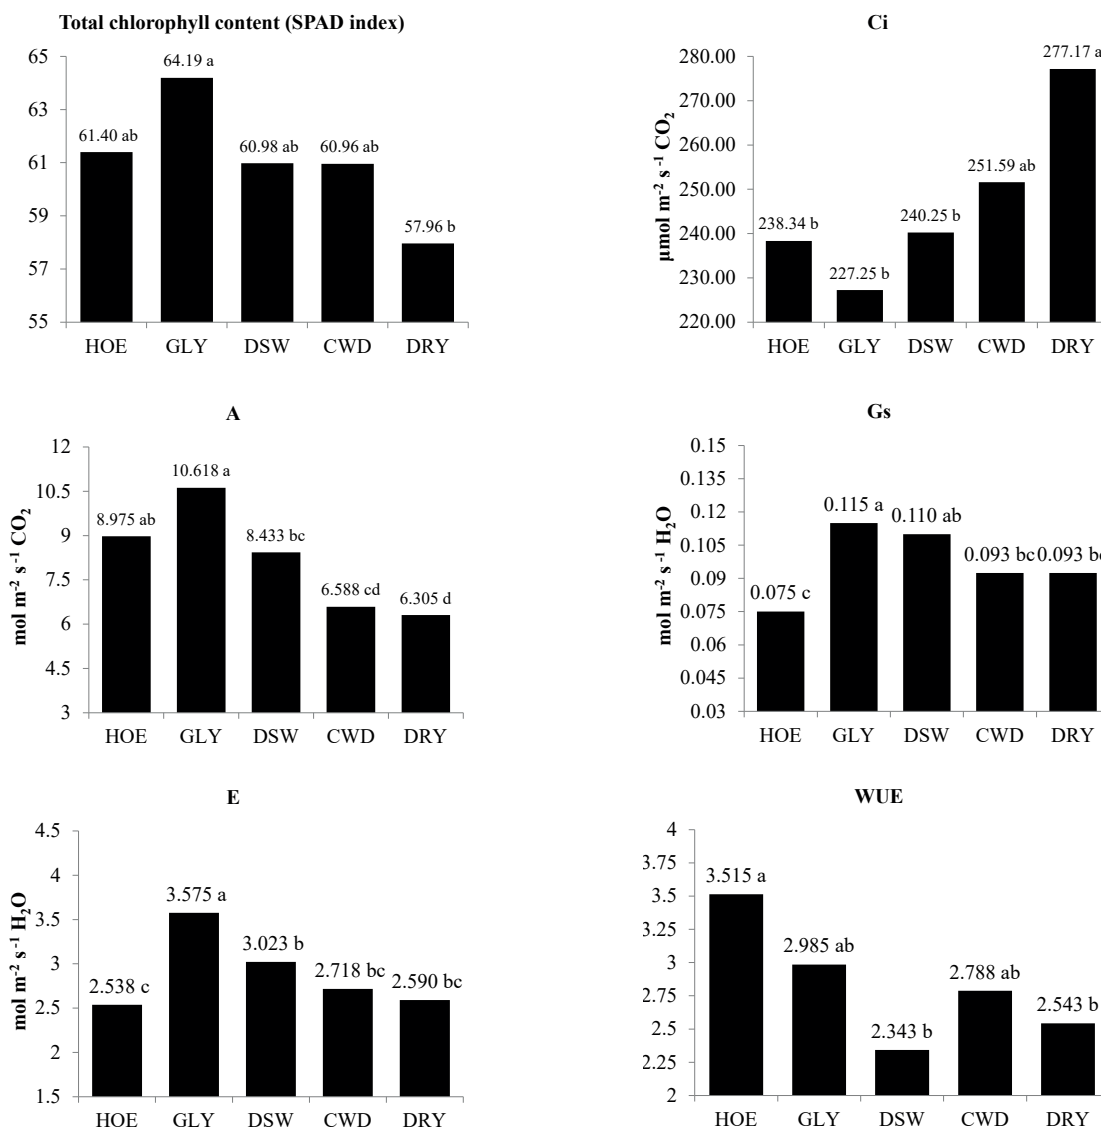 Total chlorophyll content (SPAD index)
65
63
61
59
57
55
61.40 ab
64.19 a
60.98 ab
60.96 ab
57.96 b
HOE GLY DSW CWD DRY
Ci
µmol m⁻² s⁻¹ CO₂
280.00
270.00
260.00
250.00
240.00
230.00
220.00
238.34 b
227.25 b
240.25 b
251.59 ab
277.17 a
HOE GLY DSW CWD DRY
A
mol m⁻² s⁻¹ CO₂
12
10.5
9
7.5
6
4.5
3
8.975 ab
10.618 a
8.433 bc
6.588 cd
6.305 d
HOE GLY DSW CWD DRY
Gs
mol m⁻² s⁻¹ H₂O
0.15
0.135
0.12
0.105
0.09
0.075
0.06
0.045
0.03
0.075 c
0.115 a
0.110 ab
0.093 bc
0.093 bc
HOE GLY DSW CWD DRY
E
mol m⁻² s⁻¹ H₂O
4.5
4
3.5
3
2.5
2
1.5
2.538 c
3.575 a
3.023 b
2.718 bc
2.590 bc
HOE GLY DSW CWD DRY
WUE
4
3.75
3.5
3.25
3
2.75
2.5
2.25
2
3.515 a
2.985 ab
2.343 b
2.788 ab
2.543 b
HOE GLY DSW CWD DRY